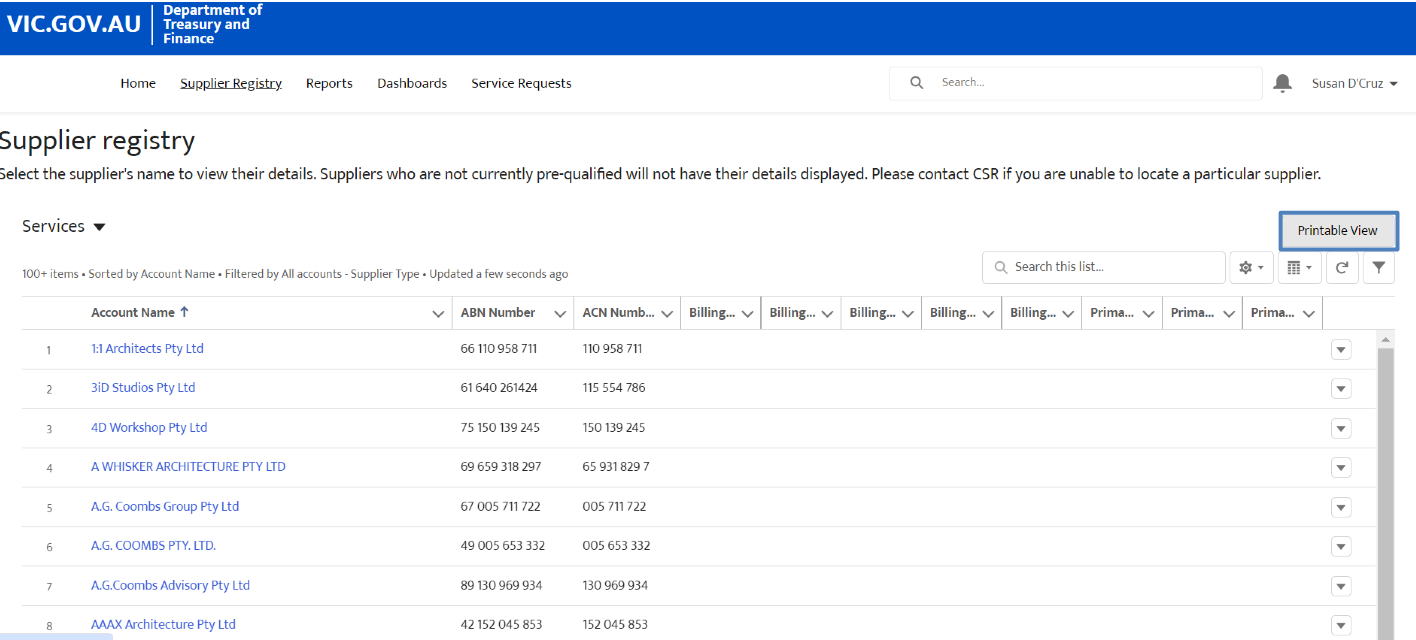 VIC.GOV.AU
Department of
Treasury and
Finance
Home Supplier Registry Reports Dashboards Service Requests Search... Susan D'Cruz
Supplier registry
Select the supplier's name to view their details. Suppliers who are not currently pre-qualified will not have their details displayed. Please contact CSR if you are unable to locate a particular supplier.
Services
Printable View
100+ items • Sorted by Account Name • Filtered by All accounts - Supplier Type • Updated a few seconds ago
Search this list...
Account Name ↑ ABN Number ACN Numb... Billing... Billing... Billing... Billing... Billing... Prima... Prima... Prima...
1 1:1 Architects Pty Ltd 66 110 958 711 110 958 711
2 3iD Studios Pty Ltd 61 640 261424 115 554 786
3 4D Workshop Pty Ltd 75 150 139 245 150 139 245
4 A WHISKER ARCHITECTURE PTY LTD 69 659 318 297 65 931 829 7
5 A.G. Coombs Group Pty Ltd 67 005 711 722 005 711 722
6 A.G. COOMBS PTY. LTD. 49 005 653 332 005 653 332
7 A.G.Coombs Advisory Pty Ltd 89 130 969 934 130 969 934
8 AAAX Architecture Pty Ltd 42 152 045 853 152 045 853